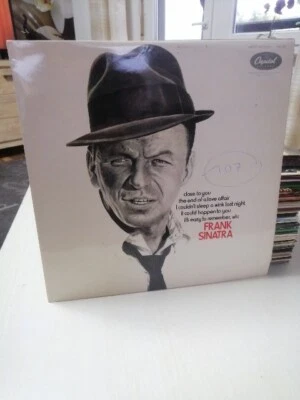 Capitol
107
close to you
the end of a love affair
I couldn't sleep a wink last night
it could happen to you
it's easy to remember, etc
FRANK
SINATRA